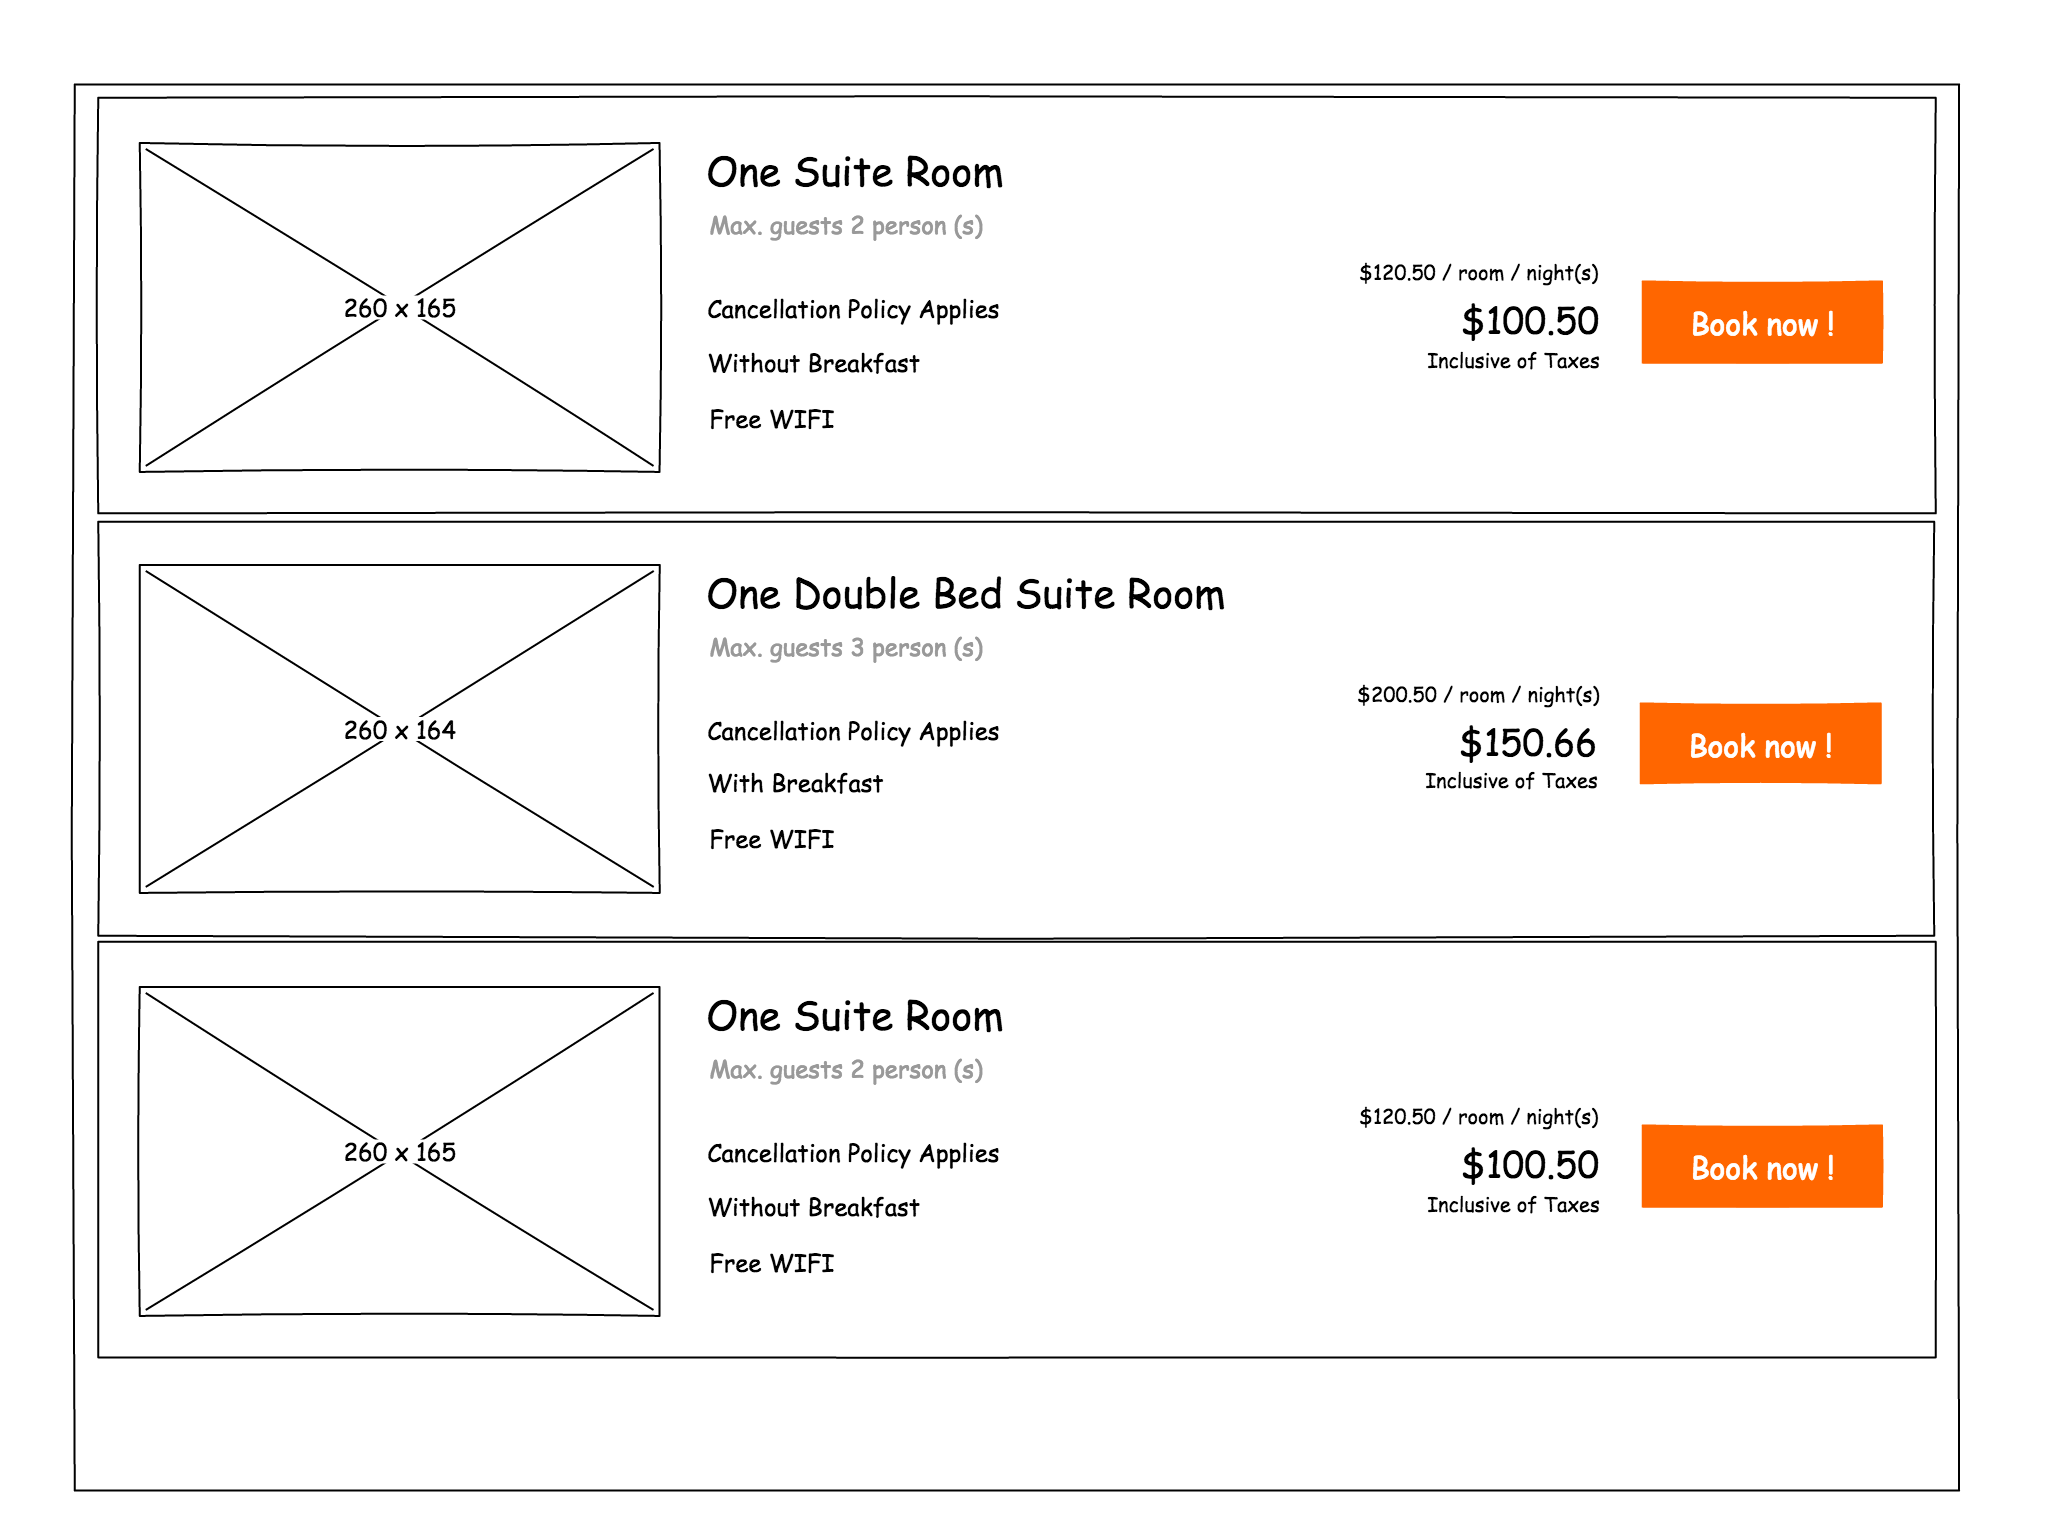 One Suite Room
Max. guests 2 person (s)
$120.50 / room / night(s)
260 x 165
Cancellation Policy Applies
$100.50
Book now !
Without Breakfast
Inclusive of Taxes
Free WIFI
One Double Bed Suite Room
Max. guests 3 person (s)
$200.50 / room / night(s)
260 x 164
Cancellation Policy Applies
$150.66
Book now !
With Breakfast
Inclusive of Taxes
Free WIFI
One Suite Room
Max. guests 2 person (s)
$120.50 / room / night(s)
260 x 165
Cancellation Policy Applies
$100.50
Book now !
Without Breakfast
Inclusive of Taxes
Free WIFI